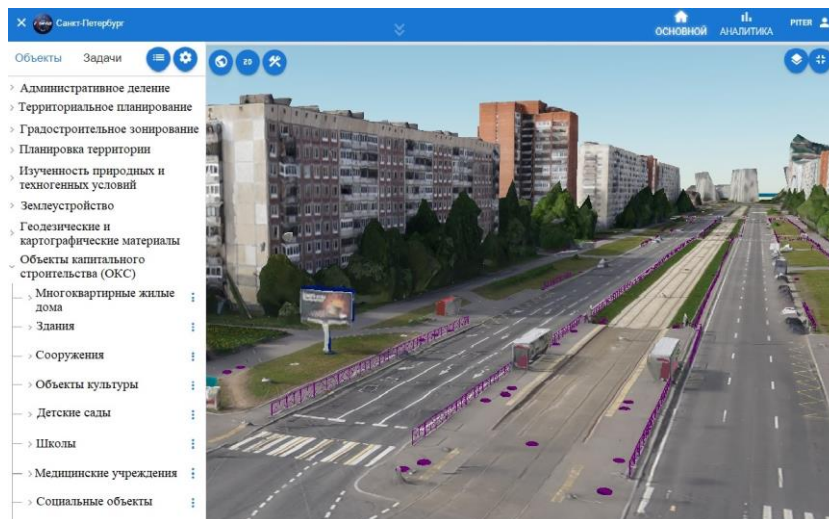 Санкт-Петербург
ОСНОВНОЙ
АНАЛИТИКА
PITER
Объекты
Задачи
2D
Административное деление
Территориальное планирование
Градостроительное зонирование
Планировка территории
Изученность природных и
техногенных условий
Землеустройство
Геодезические и
картографические материалы
Объекты капитального
строительства (ОКС)
Многоквартирные жилые
дома
Здания
Сооружения
Объекты культуры
Детские сады
Школы
Медицинские учреждения
Социальные объекты